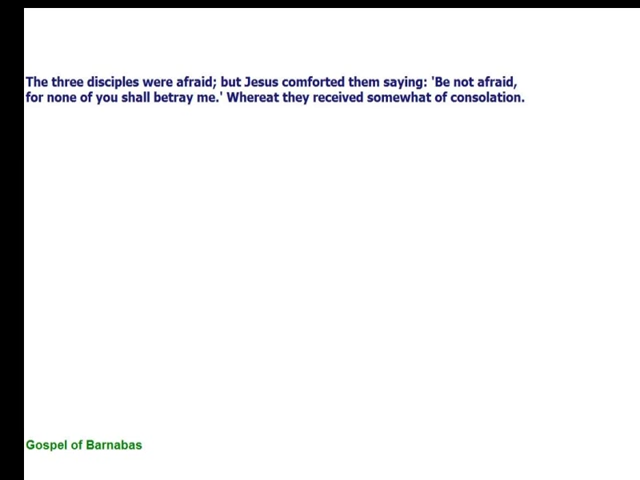 The three disciples were afraid; but Jesus comforted them saying: 'Be not afraid,
for none of you shall betray me.' Whereat they received somewhat of consolation.
Gospel of Barnabas